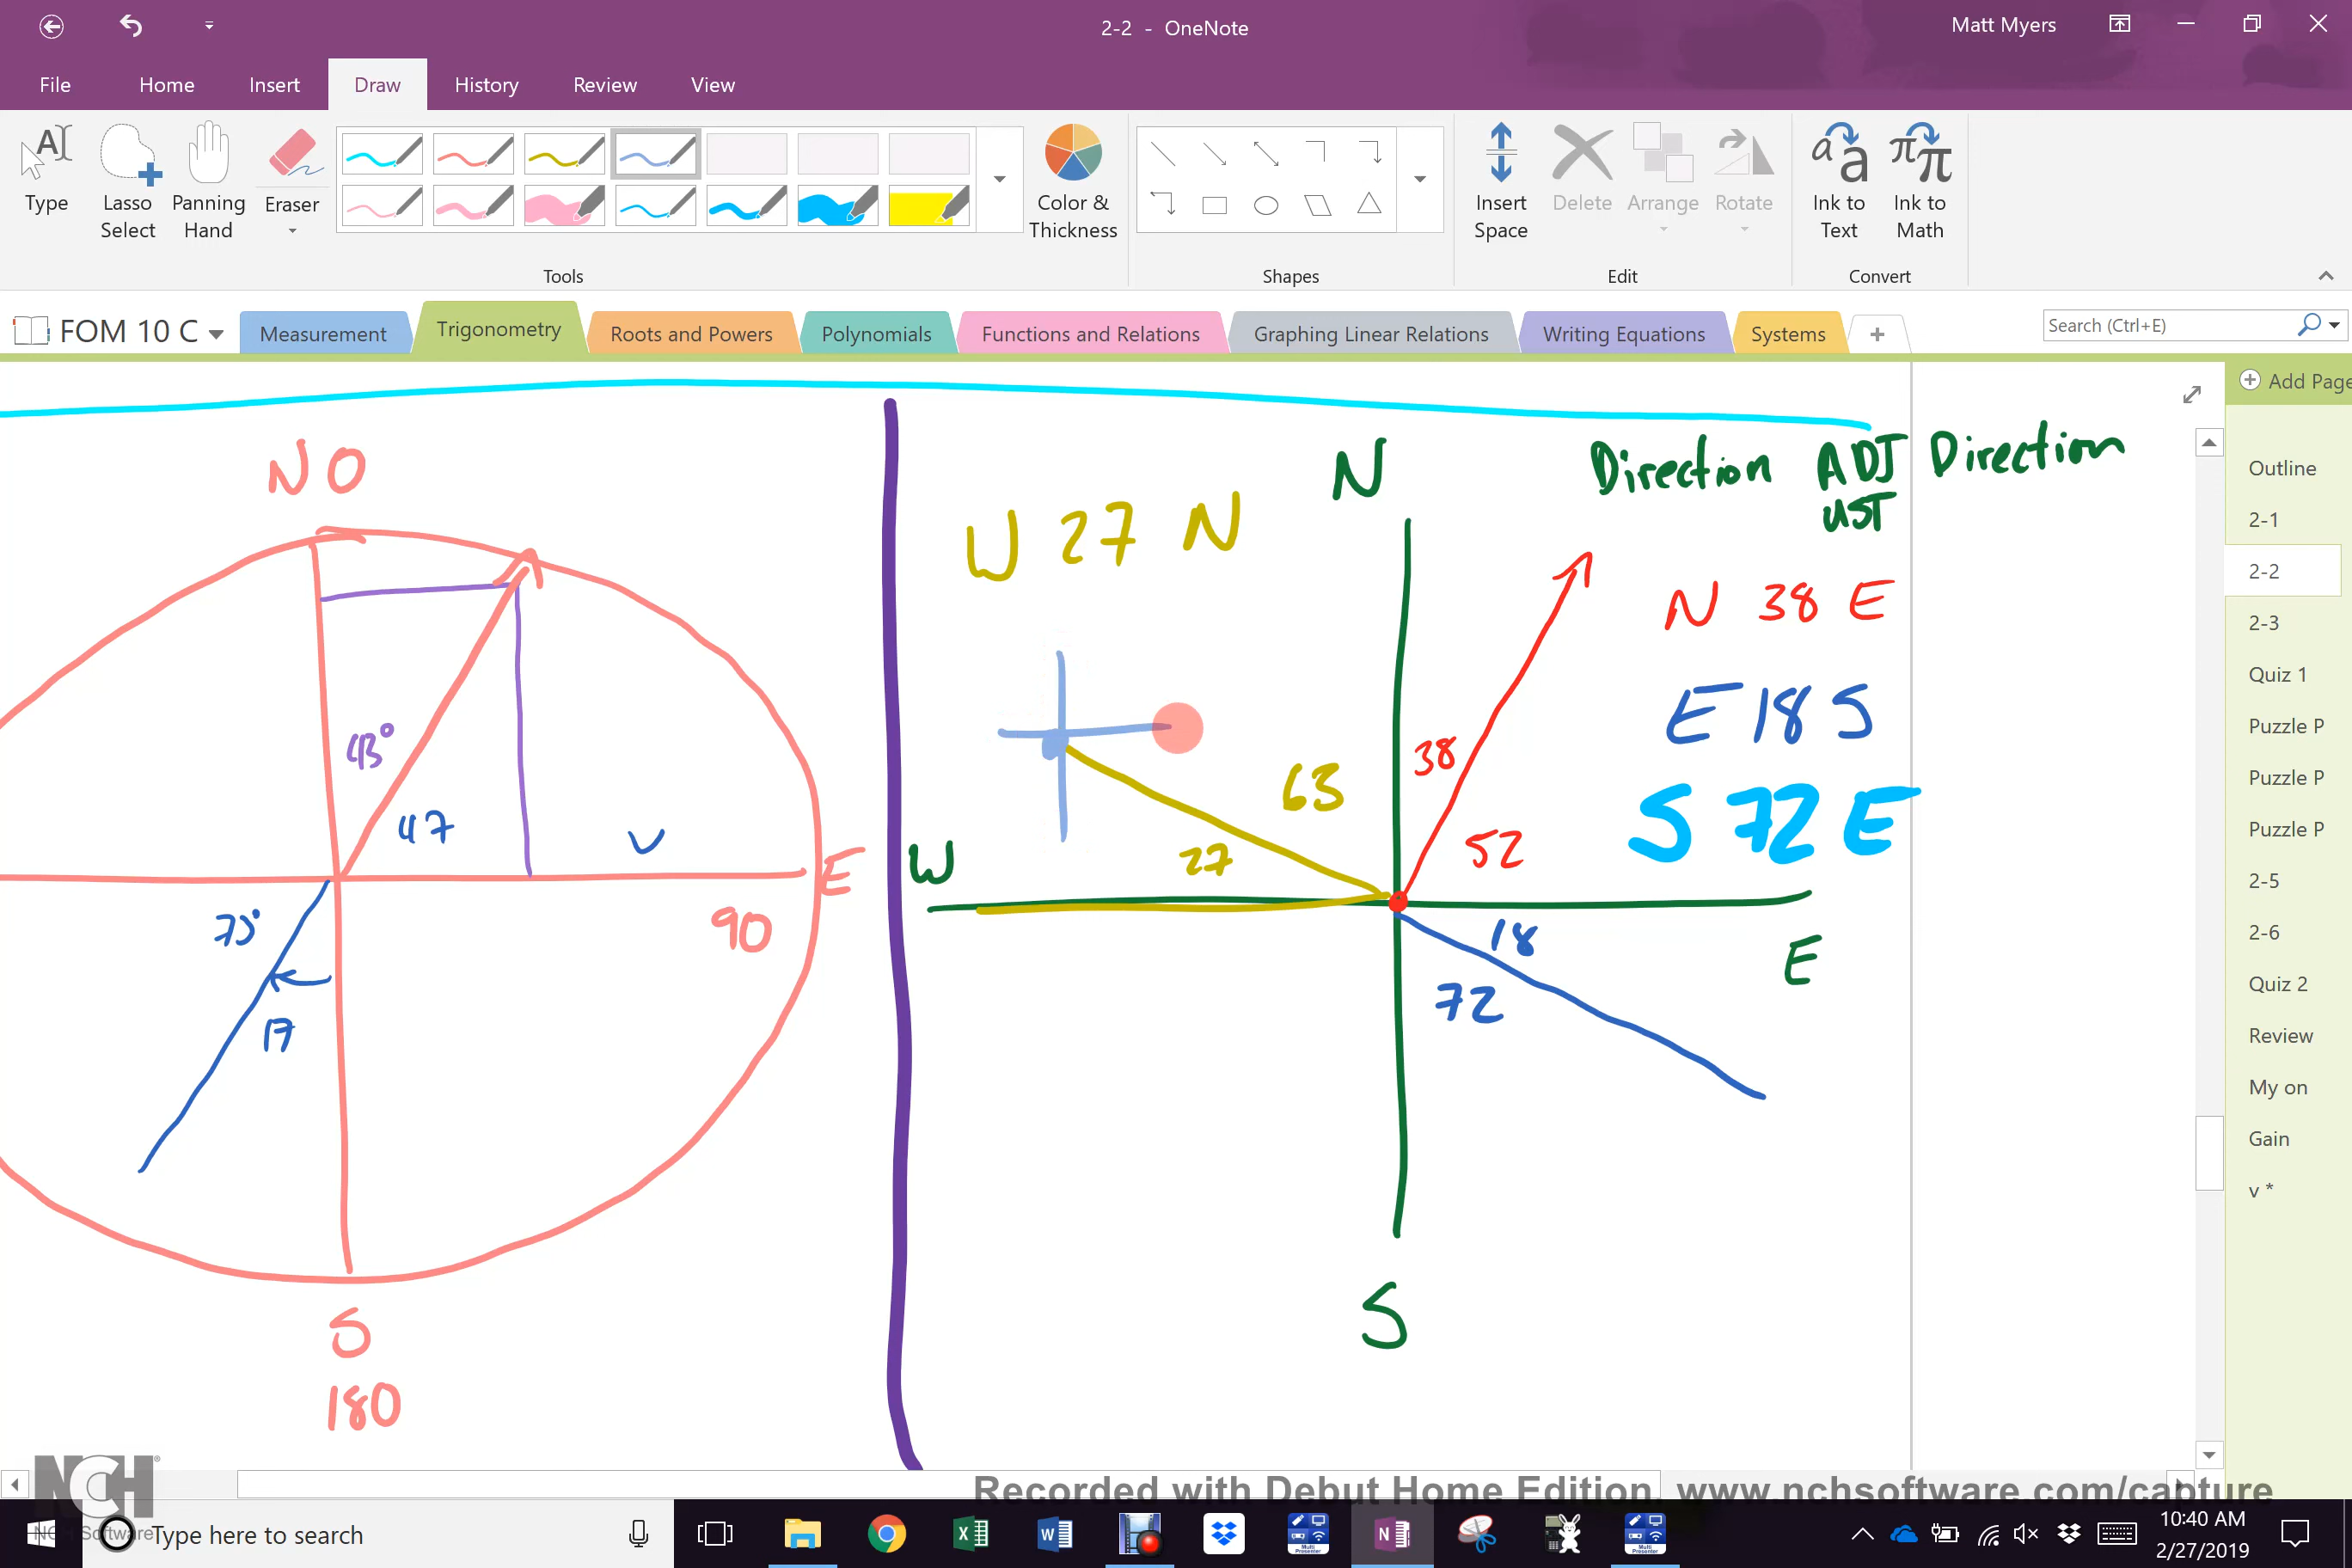 2-2 - OneNote
Matt Myers
File Home Insert Draw History Review View
Type
Lasso Select
Panning Hand
Eraser
Color & Thickness
Insert Space
Delete
Arrange
Rotate
Ink to Text
Ink to Math
Tools
Shapes
Edit
Convert
FOM 10 C
Measurement
Trigonometry
Roots and Powers
Polynomials
Functions and Relations
Graphing Linear Relations
Writing Equations
Systems
Search (Ctrl+E)
Add Page
Outline
2-1
2-2
2-3
Quiz 1
Puzzle P
Puzzle P
Puzzle P
2-5
2-6
Quiz 2
Review
My on
Gain
v *
N 0
43°
47
E
90
73°
17
S
180
W 27 N
N
Direction ADJUST Direction
N 38 E
E 18 S
S 72 E
63
27
38
52
W
E
18
72
S
NCH
NCH Software
Recorded with Debut Home Edition. www.nchsoftware.com/capture
Type here to search
10:40 AM
2/27/2019